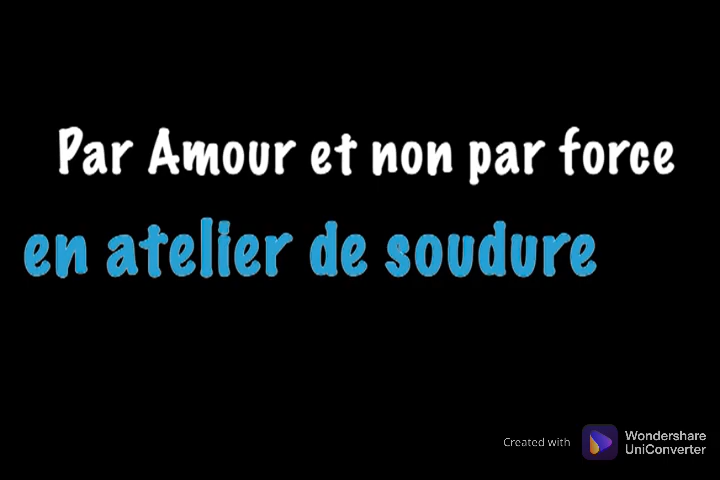 Par Amour et non par force
en atelier de soudure
Created with
Wondershare
UniConverter